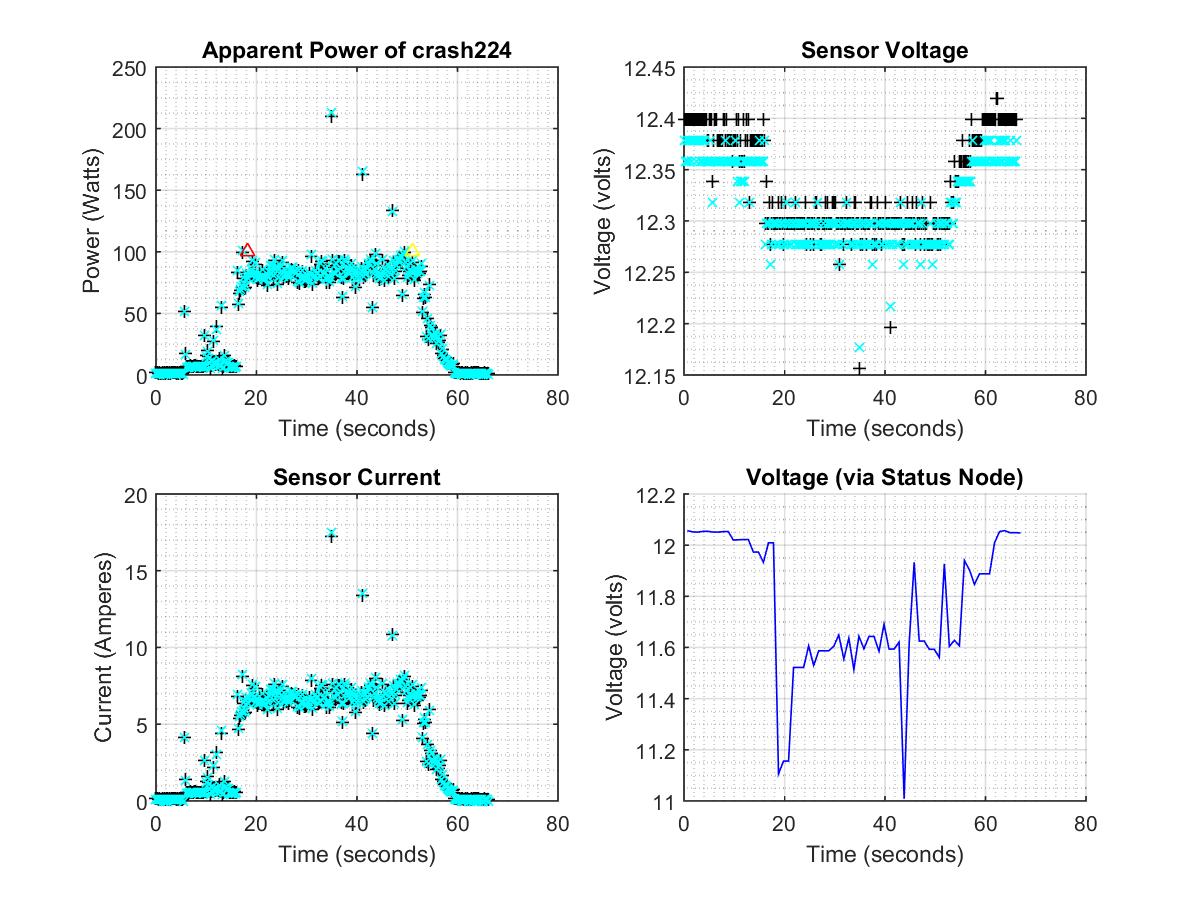 Apparent Power of crash224
250
200
150
100
50
0
Power (Watts)
0 20 40 60 80
Time (seconds)
Sensor Voltage
12.45
12.4
12.35
12.3
12.25
12.2
12.15
Voltage (volts)
0 20 40 60 80
Time (seconds)
Sensor Current
20
15
10
5
0
Current (Amperes)
0 20 40 60 80
Time (seconds)
Voltage (via Status Node)
12.2
12
11.8
11.6
11.4
11.2
11
Voltage (volts)
0 20 40 60 80
Time (seconds)